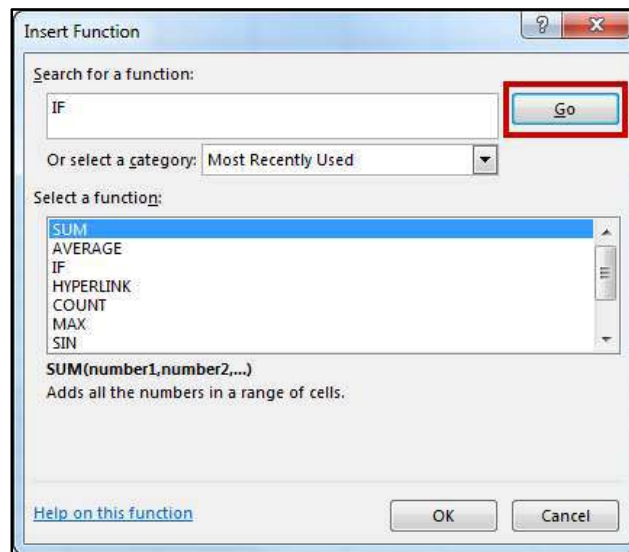 Insert Function
?
X
Search for a function:
IF
Go
Or select a category: Most Recently Used
Select a function:
SUM
AVERAGE
IF
HYPERLINK
COUNT
MAX
SIN
SUM(number1,number2,...)
Adds all the numbers in a range of cells.
Help on this function
OK
Cancel